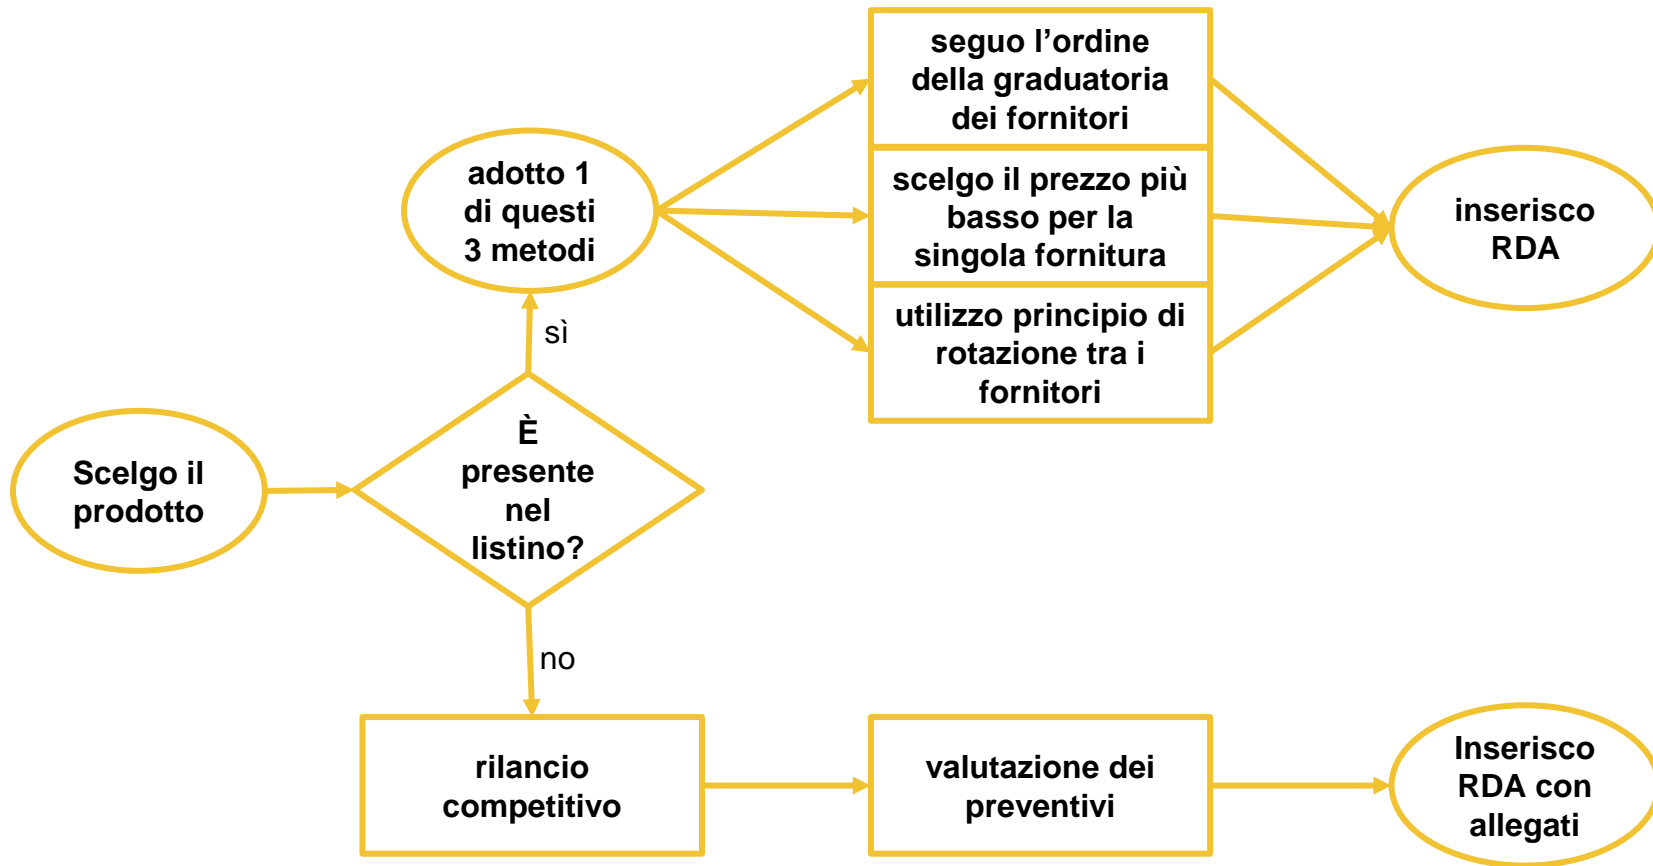 Scelgo il
prodotto
È
presente
nel
listino?
sì
adotto 1
di questi
3 metodi
seguo l’ordine
della graduatoria
dei fornitori
scelgo il prezzo più
basso per la
singola fornitura
utilizzo principio di
rotazione tra i
fornitori
inserisco
RDA
no
rilancio
competitivo
valutazione dei
preventivi
Inserisco
RDA con
allegati